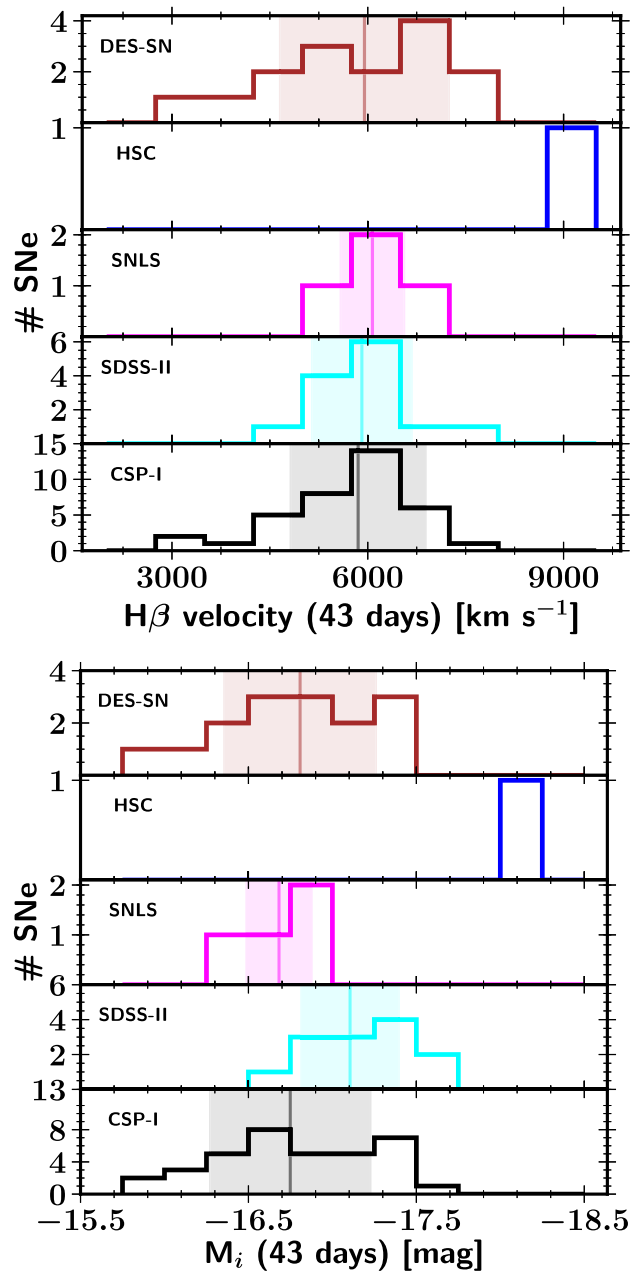 4
DES-SN
2
1
1
HSC
2
SNLS
1
# SNe
6
6
SDSS-II
4
2
15
CSP-I
10
5
0
3000 6000 9000
Hβ velocity (43 days) [km s⁻¹]
4
DES-SN
2
1
HSC
2
SNLS
1
# SNe
6
SDSS-II
4
2
13
CSP-I
8
4
0
−15.5 −16.5 −17.5 −18.5
Mᵢ (43 days) [mag]